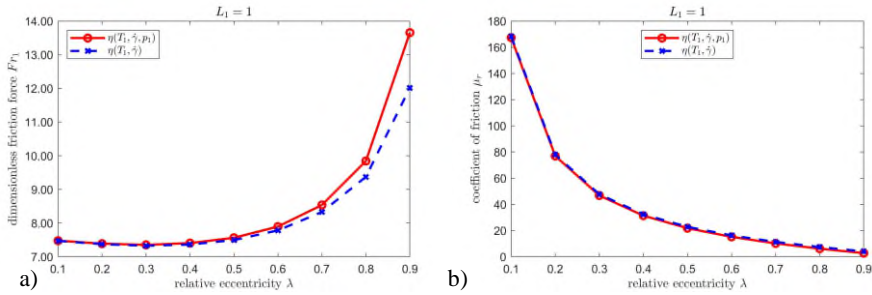 L₁ = 1
14.00
13.00
12.00
11.00
10.00
9.00
8.00
7.00
dimensionless friction force Fr₁
η(T₁, γ̇, p₁)
η(T₁, γ̇)
0.1 0.2 0.3 0.4 0.5 0.6 0.7 0.8 0.9
relative eccentricity λ
a)
L₁ = 1
180
160
140
120
100
80
60
40
20
0
coefficient of friction μᵣ
η(T₁, γ̇, p₁)
η(T₁, γ̇)
0.1 0.2 0.3 0.4 0.5 0.6 0.7 0.8 0.9
relative eccentricity λ
b)